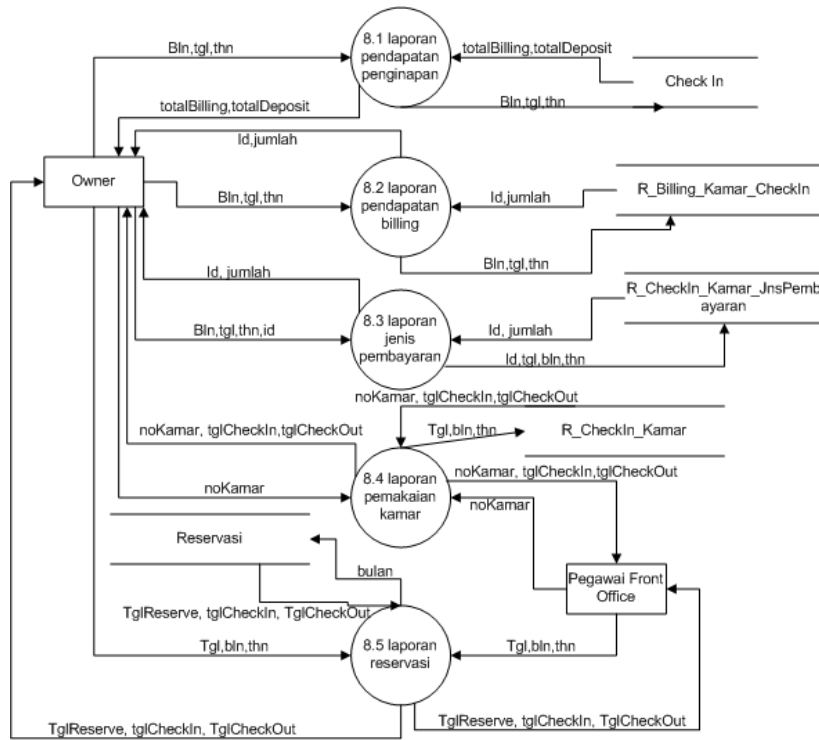 8.1 laporan
pendapatan
penginapan
Bln,tgl,thn
totalBilling,totalDeposit
Check In
Bln,tgl,thn
totalBilling,totalDeposit
Id,jumlah
Owner
8.2 laporan
pendapatan
billing
Bln,tgl,thn
Id,jumlah
R_Billing_Kamar_CheckIn
Bln,tgl,thn
Id, jumlah
R_CheckIn_Kamar_JnsPemb
ayaran
8.3 laporan
jenis
pembayaran
Bln,tgl,thn,id
Id, jumlah
Id,tgl,bln,thn
noKamar, tglCheckIn,tglCheckOut
Tgl,bln,thn
R_CheckIn_Kamar
noKamar, tglCheckIn,tglCheckOut
8.4 laporan
pemakaian
kamar
noKamar, tglCheckIn,tglCheckOut
noKamar
noKamar
Reservasi
bulan
Pegawai Front
Office
TglReserve, tglCheckIn, TglCheckOut
8.5 laporan
reservasi
Tgl,bln,thn
Tgl,bln,thn
TglReserve, tglCheckIn, TglCheckOut
TglReserve, tglCheckIn, TglCheckOut